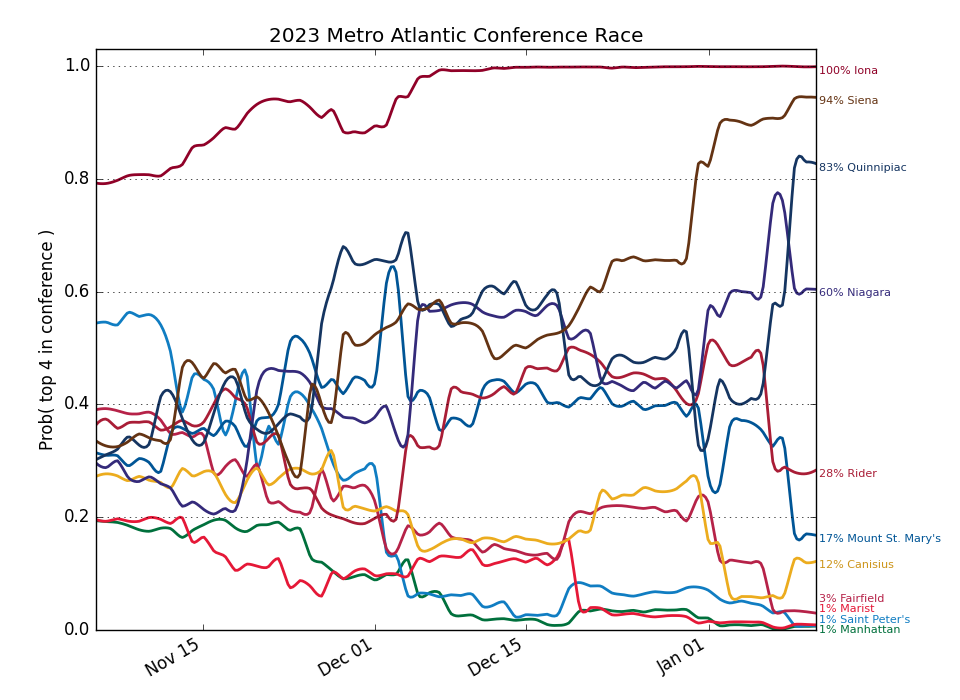 2023 Metro Atlantic Conference Race
Prob( top 4 in conference )
1.0
0.8
0.6
0.4
0.2
0.0
Nov 15
Dec 01
Dec 15
Jan 01
100% Iona
94% Siena
83% Quinnipiac
60% Niagara
28% Rider
17% Mount St. Mary's
12% Canisius
3% Fairfield
1% Marist
1% Saint Peter's
1% Manhattan